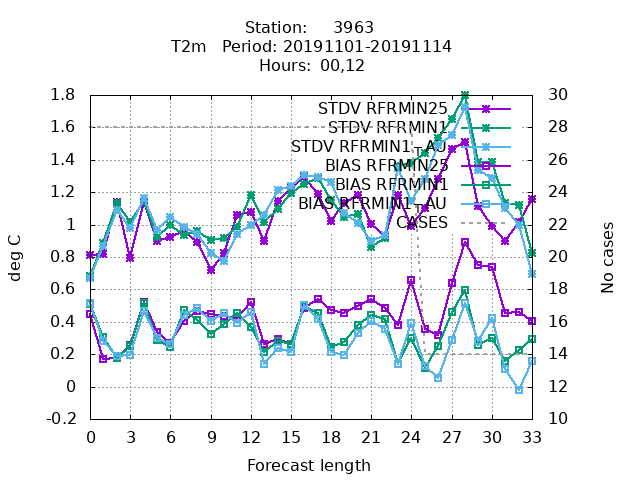 Station: 3963
T2m Period: 20191101-20191114
Hours: 00,12
STDV RFRMIN25
STDV RFRMIN1
STDV RFRMIN1_AU
BIAS RFRMIN25
BIAS RFRMIN1
BIAS RFRMIN1_AU
CASES
1.8
1.6
1.4
1.2
1
0.8
0.6
0.4
0.2
0
-0.2
deg C
30
28
26
24
22
20
18
16
14
12
10
No cases
0 3 6 9 12 15 18 21 24 27 30 33
Forecast length